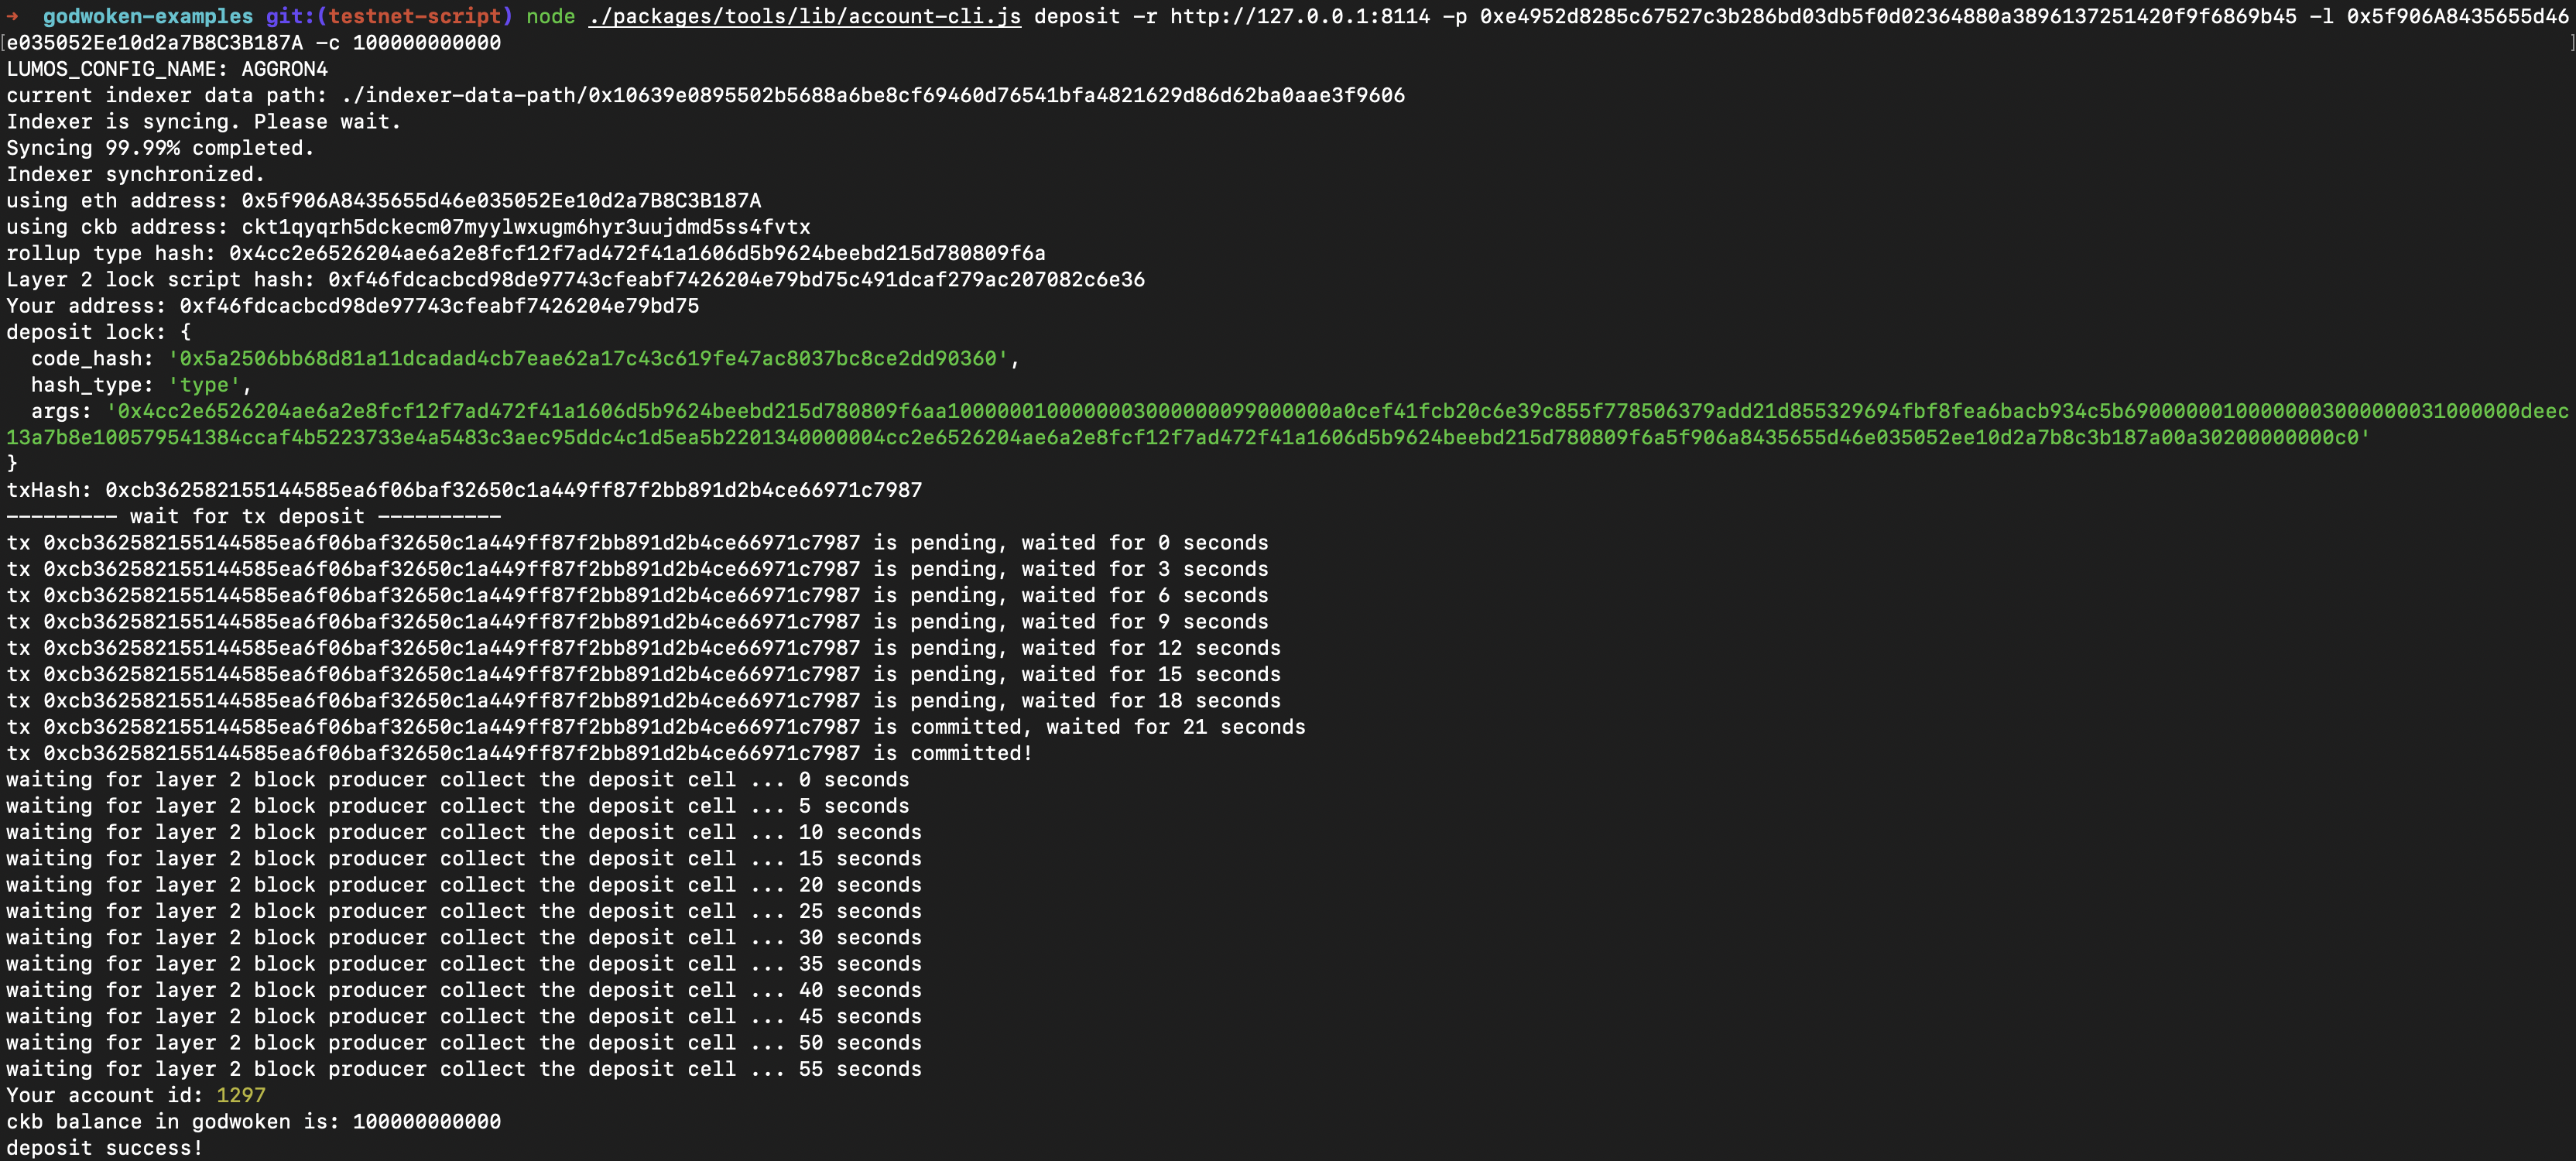 →  godwoken-examples git:(testnet-script) node ./packages/tools/lib/account-cli.js deposit -r http://127.0.0.1:8114 -p 0xe4952d8285c67527c3b286bd03db5f0d02364880a3896137251420f9f6869b45 -l 0x5f906A8435655d46
e035052Ee10d2a7B8C3B187A -c 100000000000
LUMOS_CONFIG_NAME: AGGRON4
current indexer data path: ./indexer-data-path/0x10639e0895502b5688a6be8cf69460d76541bfa4821629d86d62ba0aae3f9606
Indexer is syncing. Please wait.
Syncing 99.99% completed.
Indexer synchronized.
using eth address: 0x5f906A8435655d46e035052Ee10d2a7B8C3B187A
using ckb address: ckt1qyqrh5dckecm07myylwxugm6hyr3uujdmd5ss4fvtx
rollup type hash: 0x4cc2e6526204ae6a2e8fcf12f7ad472f41a1606d5b9624beebd215d780809f6a
Layer 2 lock script hash: 0xf46fdcacbcd98de97743cfeabf7426204e79bd75c491dcaf279ac207082c6e36
Your address: 0xf46fdcacbcd98de97743cfeabf7426204e79bd75
deposit lock: {
  code_hash: '0x5a2506bb68d81a11dcadad4cb7eae62a17c43c619fe47ac8037bc8ce2dd90360',
  hash_type: 'type',
  args: '0x4cc2e6526204ae6a2e8fcf12f7ad472f41a1606d5b9624beebd215d780809f6aa10000001000000003000000099000000a0cef41fcb20c6e39c855f778506379add21d855329694fbf8fea6bacb934c5b690000001000000003000000031000000deec
13a7b8e100579541384ccaf4b5223733e4a5483c3aec95ddc4c1d5ea5b2201340000004cc2e6526204ae6a2e8fcf12f7ad472f41a1606d5b9624beebd215d780809f6a5f906a8435655d46e035052ee10d2a7b8c3b187a00a30200000000c0'
}
txHash: 0xcb362582155144585ea6f06baf32650c1a449ff87f2bb891d2b4ce66971c7987
--------- wait for tx deposit ----------
tx 0xcb362582155144585ea6f06baf32650c1a449ff87f2bb891d2b4ce66971c7987 is pending, waited for 0 seconds
tx 0xcb362582155144585ea6f06baf32650c1a449ff87f2bb891d2b4ce66971c7987 is pending, waited for 3 seconds
tx 0xcb362582155144585ea6f06baf32650c1a449ff87f2bb891d2b4ce66971c7987 is pending, waited for 6 seconds
tx 0xcb362582155144585ea6f06baf32650c1a449ff87f2bb891d2b4ce66971c7987 is pending, waited for 9 seconds
tx 0xcb362582155144585ea6f06baf32650c1a449ff87f2bb891d2b4ce66971c7987 is pending, waited for 12 seconds
tx 0xcb362582155144585ea6f06baf32650c1a449ff87f2bb891d2b4ce66971c7987 is pending, waited for 15 seconds
tx 0xcb362582155144585ea6f06baf32650c1a449ff87f2bb891d2b4ce66971c7987 is pending, waited for 18 seconds
tx 0xcb362582155144585ea6f06baf32650c1a449ff87f2bb891d2b4ce66971c7987 is committed, waited for 21 seconds
tx 0xcb362582155144585ea6f06baf32650c1a449ff87f2bb891d2b4ce66971c7987 is committed!
waiting for layer 2 block producer collect the deposit cell ... 0 seconds
waiting for layer 2 block producer collect the deposit cell ... 5 seconds
waiting for layer 2 block producer collect the deposit cell ... 10 seconds
waiting for layer 2 block producer collect the deposit cell ... 15 seconds
waiting for layer 2 block producer collect the deposit cell ... 20 seconds
waiting for layer 2 block producer collect the deposit cell ... 25 seconds
waiting for layer 2 block producer collect the deposit cell ... 30 seconds
waiting for layer 2 block producer collect the deposit cell ... 35 seconds
waiting for layer 2 block producer collect the deposit cell ... 40 seconds
waiting for layer 2 block producer collect the deposit cell ... 45 seconds
waiting for layer 2 block producer collect the deposit cell ... 50 seconds
waiting for layer 2 block producer collect the deposit cell ... 55 seconds
Your account id: 1297
ckb balance in godwoken is: 100000000000
deposit success!